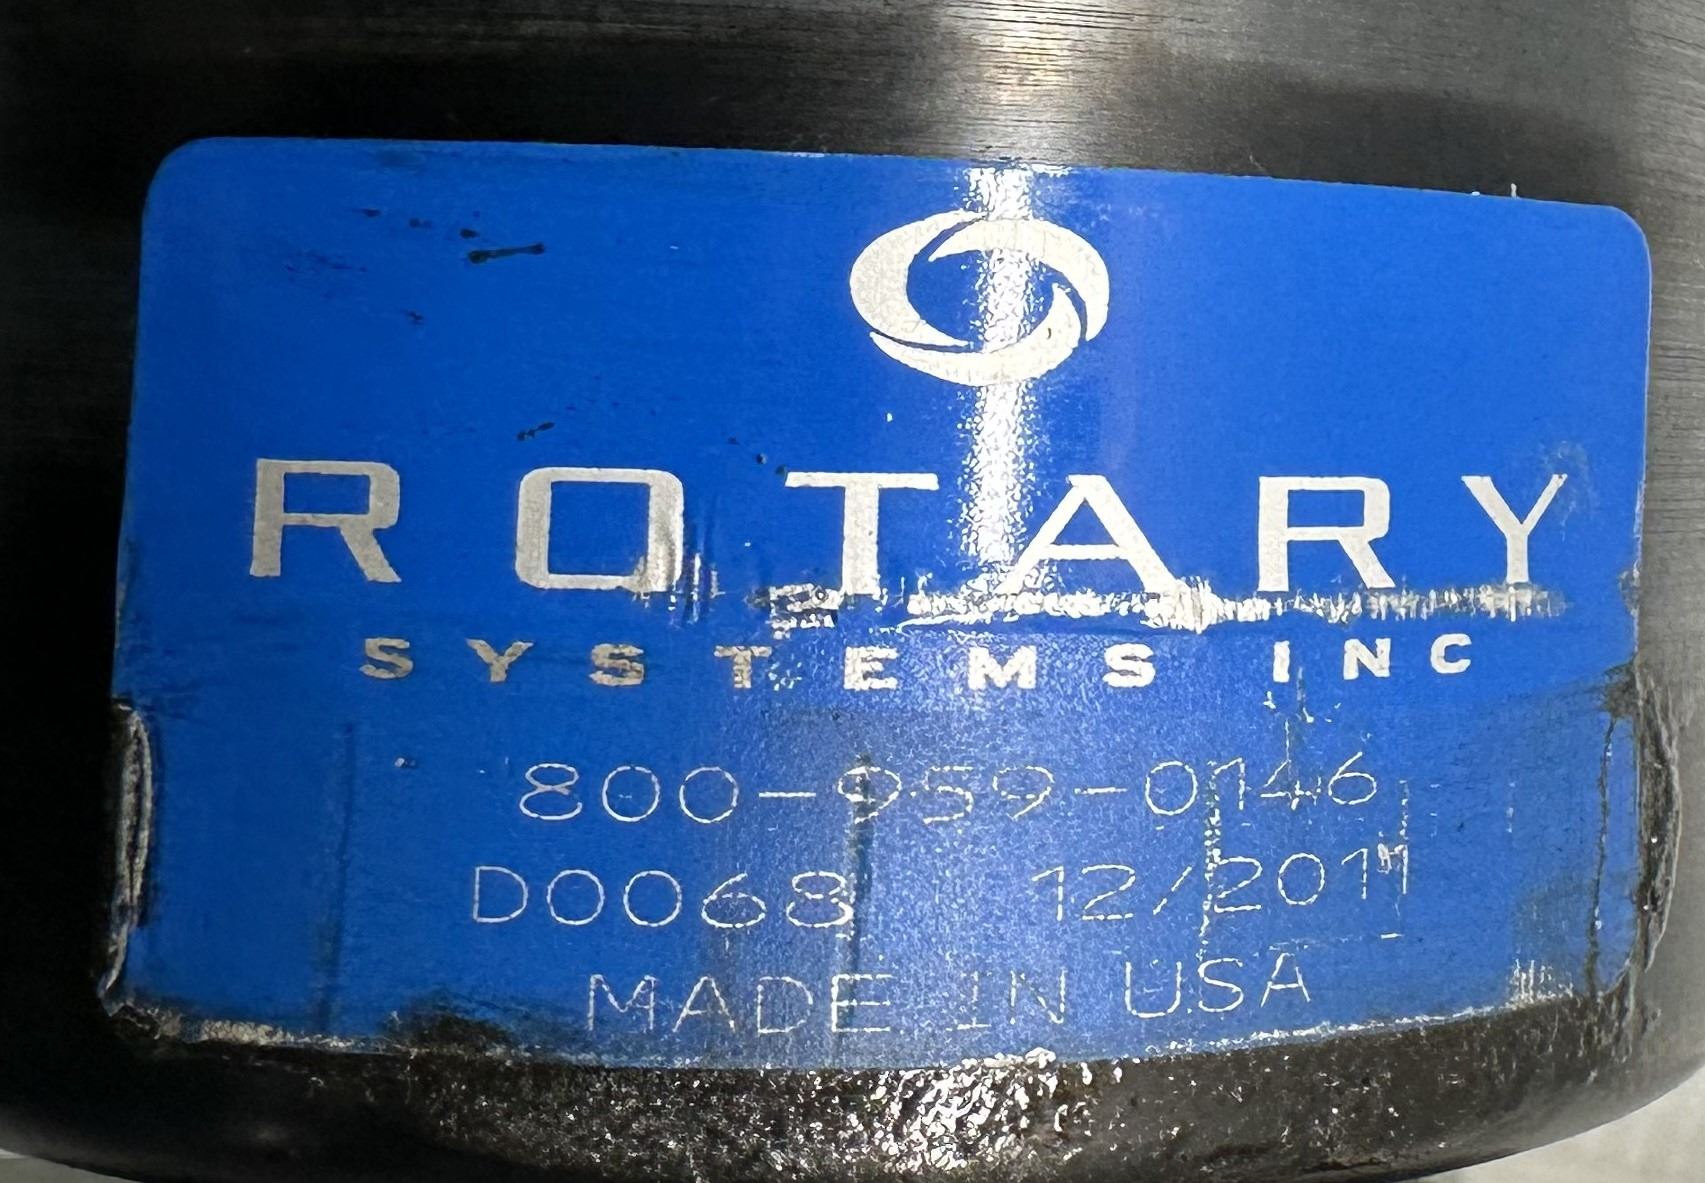 ROTARY
SYSTEMS INC
800-959-0146
D0068 12/2011
MADE IN USA